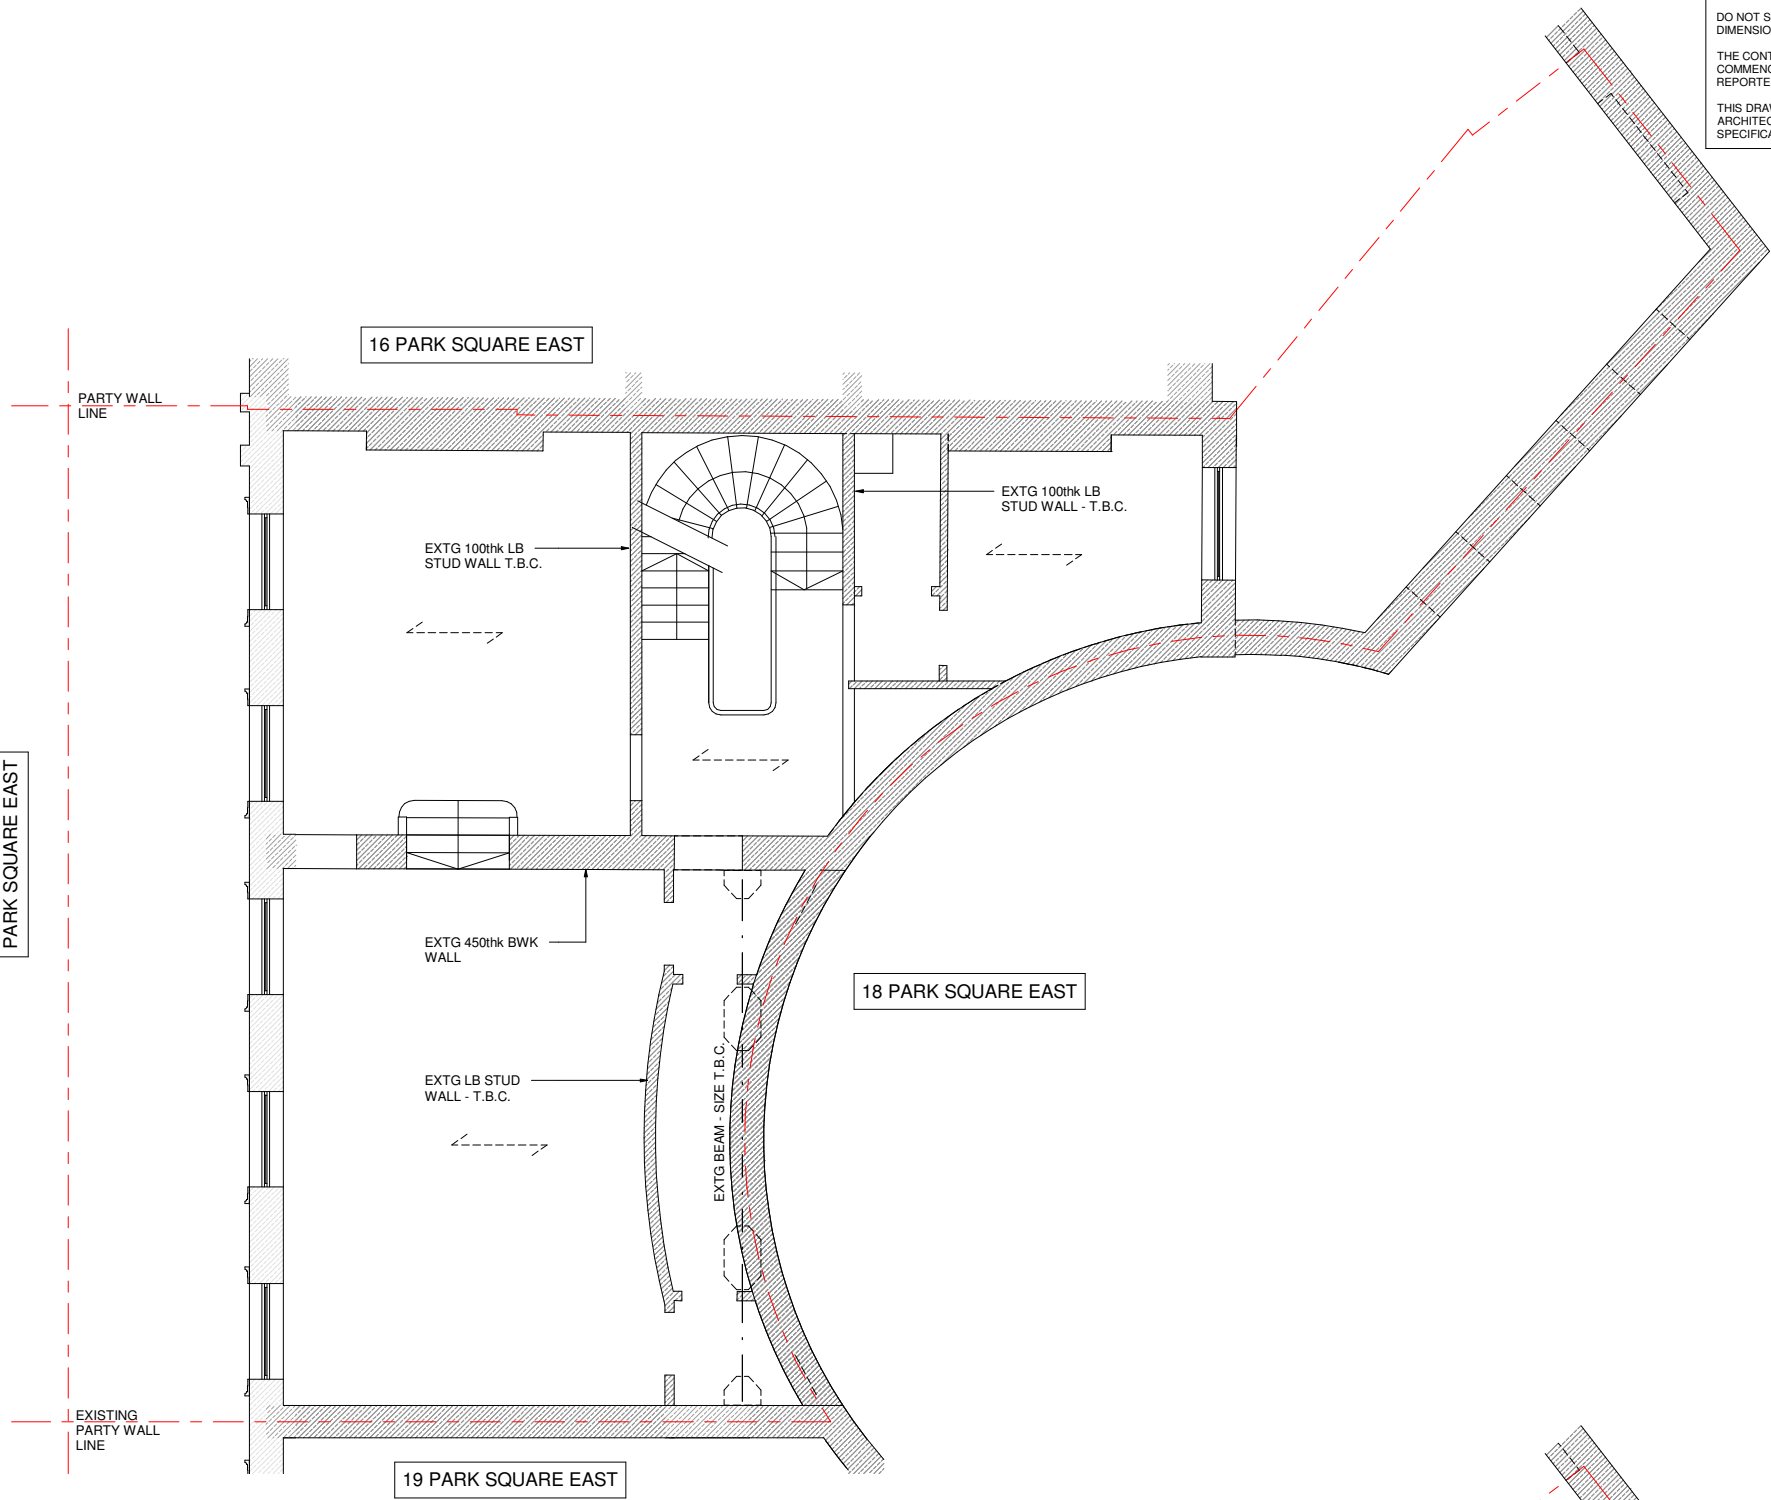 DO NOT S
DIMENSIO
THE CONT
COMMENC
REPORTE
THIS DRA
ARCHITEC
SPECIFICA
16 PARK SQUARE EAST
PARTY WALL
LINE
EXTG 100thk LB
STUD WALL - T.B.C.
EXTG 100thk LB
STUD WALL T.B.C.
PARK SQUARE EAST
EXTG 450thk BWK
WALL
18 PARK SQUARE EAST
EXTG BEAM - SIZE T.B.C.
EXTG LB STUD
WALL - T.B.C.
EXISTING
PARTY WALL
LINE
19 PARK SQUARE EAST